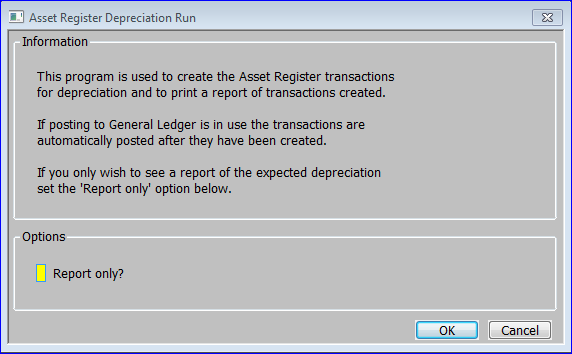 Asset Register Depreciation Run
Information
This program is used to create the Asset Register transactions
for depreciation and to print a report of transactions created.
If posting to General Ledger is in use the transactions are
automatically posted after they have been created.
If you only wish to see a report of the expected depreciation
set the 'Report only' option below.
Options
Report only?
OK
Cancel